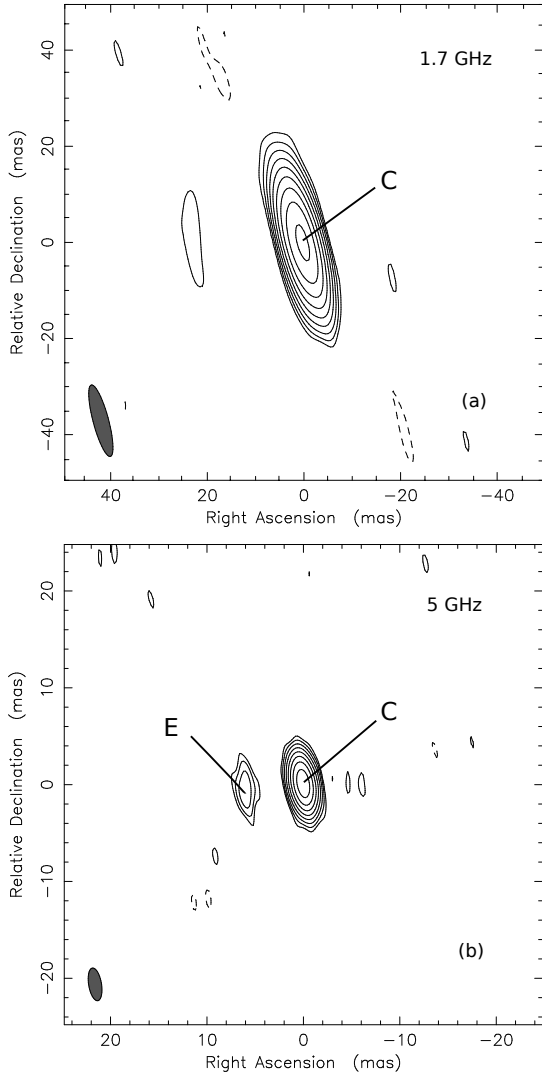 40
20
0
−20
−40
Relative Declination (mas)
1.7 GHz
C
(a)
40 20 0 −20 −40
Right Ascension (mas)
20
10
0
−10
−20
Relative Declination (mas)
5 GHz
E
C
(b)
20 10 0 −10 −20
Right Ascension (mas)